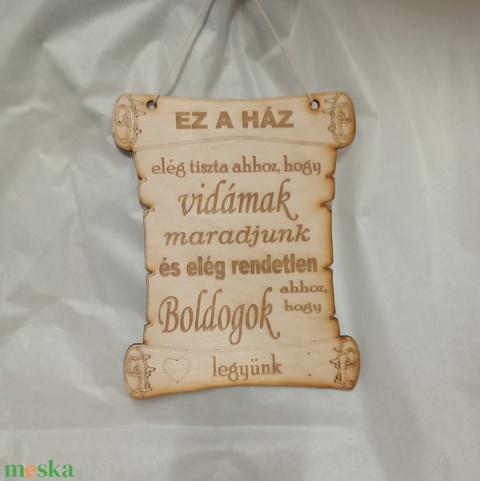 EZ A HÁZ
elég tiszta ahhoz, hogy
vidámak
maradjunk
és elég rendetlen
Boldogok ahhoz,
hogy
legyünk
meska